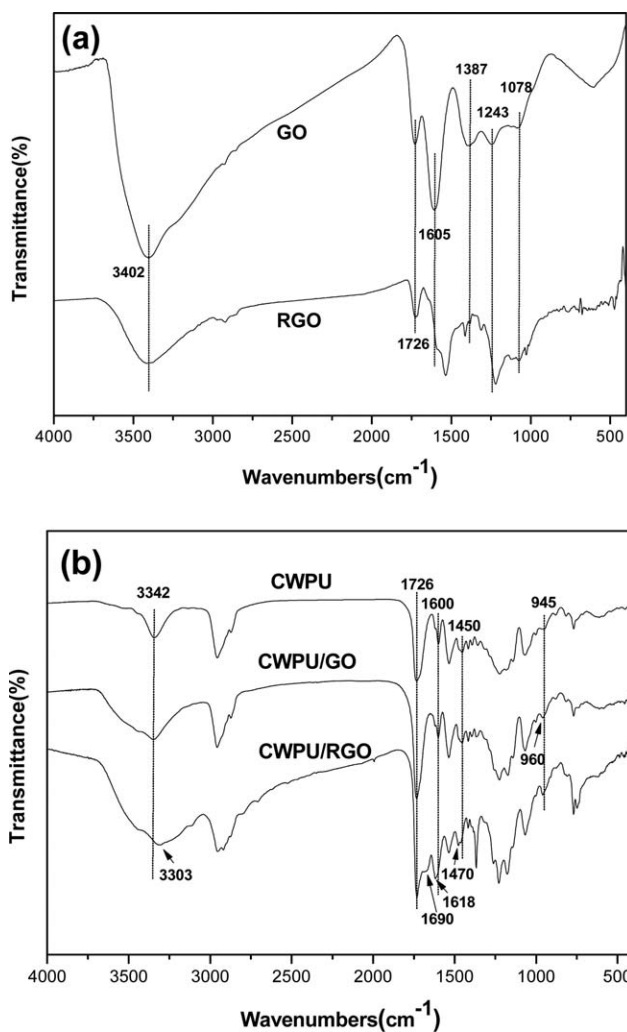 (a)
1387
1078
1243
GO
Transmittance(%)
1605
3402
RGO
1726
4000 3500 3000 2500 2000 1500 1000 500
Wavenumbers(cm⁻¹)
(b)
3342
CWPU
1726
1600
1450
945
CWPU/GO
Transmittance(%)
960
CWPU/RGO
3303
1470
1618
1690
4000 3500 3000 2500 2000 1500 1000 500
Wavenumbers(cm⁻¹)